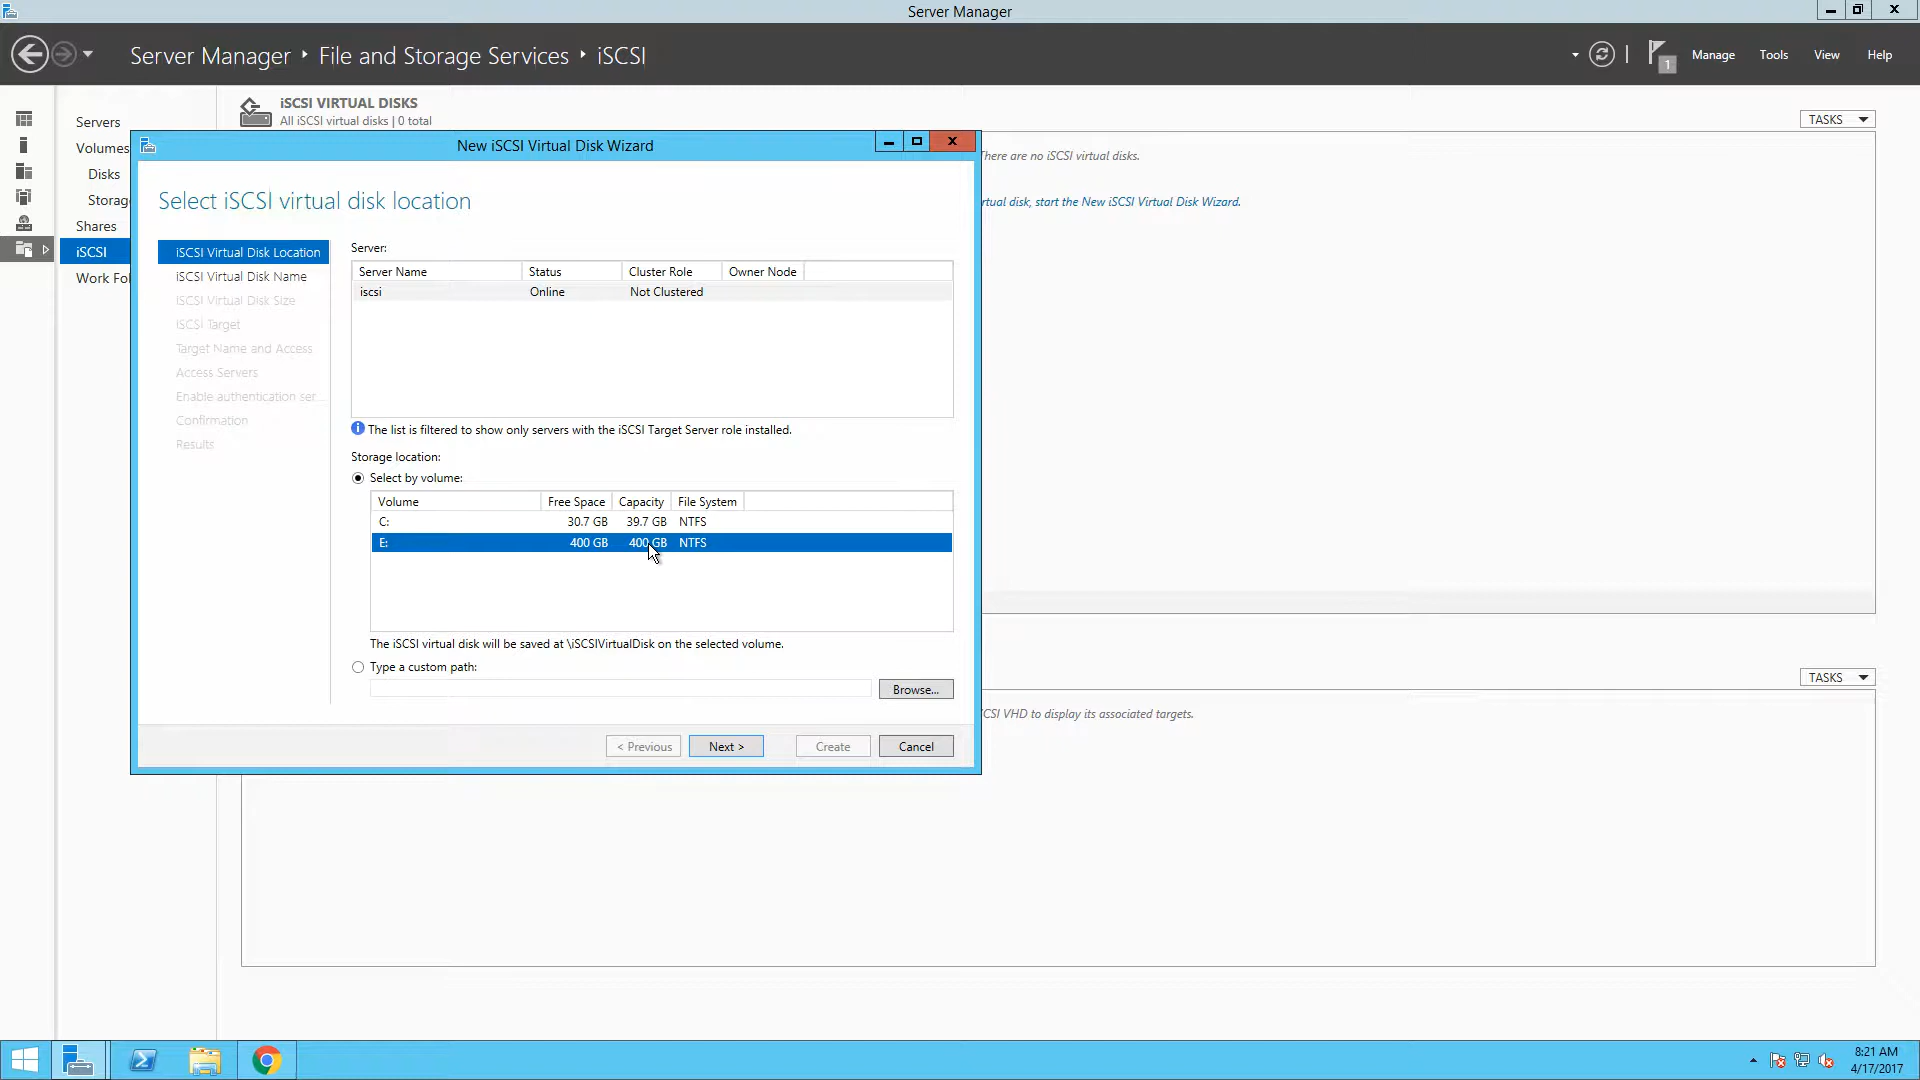 Server Manager
Server Manager ‣ File and Storage Services ‣ iSCSI
1
Manage
Tools
View
Help
Servers
Volumes
Disks
Storag
Shares
iSCSI
Work Fol
iSCSI VIRTUAL DISKS
All iSCSI virtual disks | 0 total
TASKS
There are no iSCSI virtual disks.
rtual disk, start the New iSCSI Virtual Disk Wizard.
New iSCSI Virtual Disk Wizard
Select iSCSI virtual disk location
iSCSI Virtual Disk Location
iSCSI Virtual Disk Name
iSCSI Virtual Disk Size
iSCSI Target
Target Name and Access
Access Servers
Enable authentication ser...
Confirmation
Results
Server:
Server Name Status Cluster Role Owner Node
iscsi Online Not Clustered
The list is filtered to show only servers with the iSCSI Target Server role installed.
Storage location:
Select by volume:
Volume Free Space Capacity File System
C: 30.7 GB 39.7 GB NTFS
E: 400 GB 400 GB NTFS
The iSCSI virtual disk will be saved at \iSCSIVirtualDisk on the selected volume.
Type a custom path:
Browse...
< Previous
Next >
Create
Cancel
TASKS
CSI VHD to display its associated targets.
8:21 AM
4/17/2017